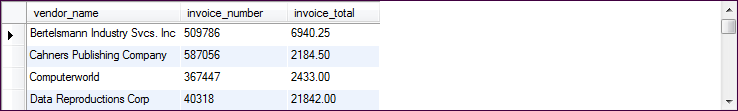 vendor_name invoice_number invoice_total
Bertelsmann Industry Svcs. Inc 509786 6940.25
Cahners Publishing Company 587056 2184.50
Computerworld 367447 2433.00
Data Reproductions Corp 40318 21842.00